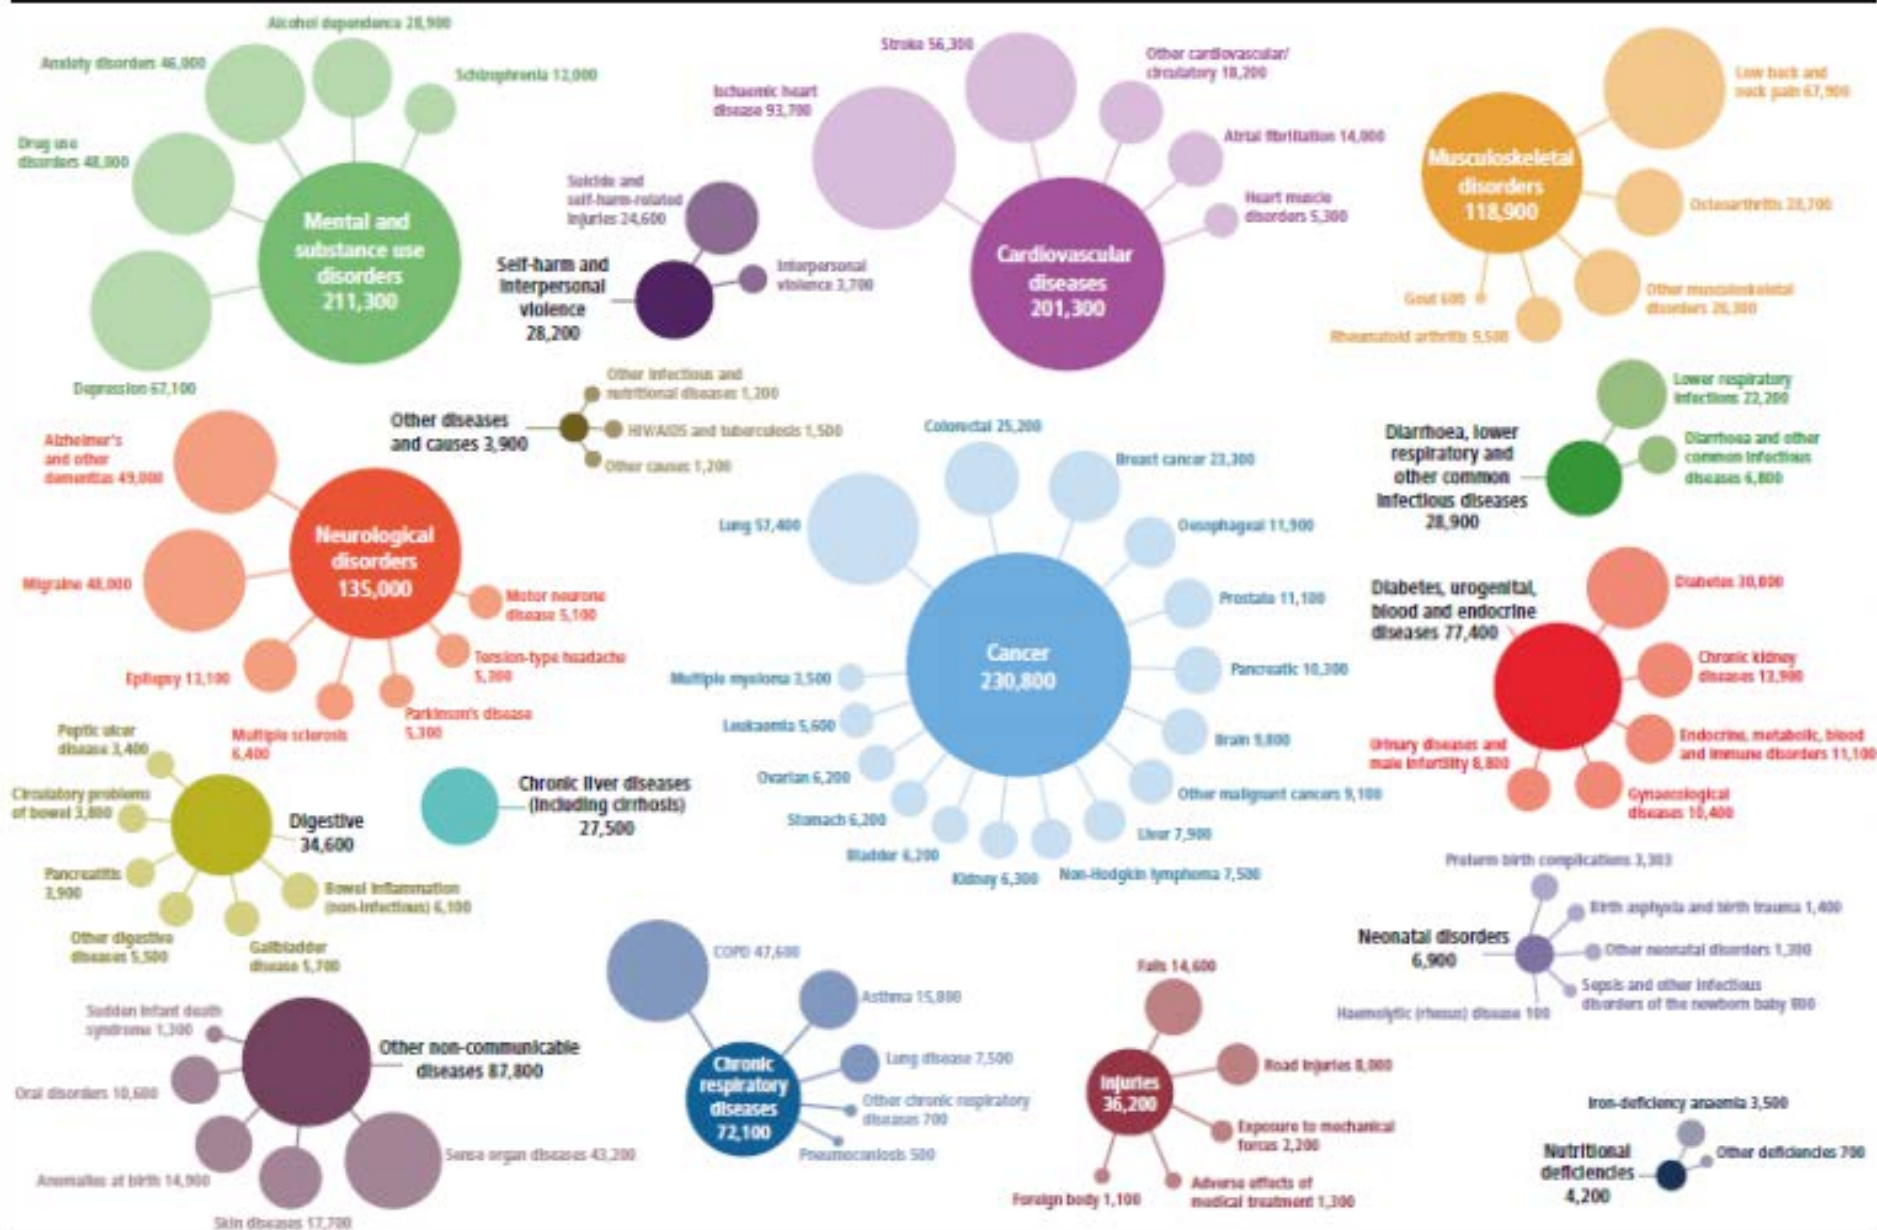 Alcohol dependence 28,900
Anxiety disorders 46,000
Schizophrenia 12,000
Drug use
disorders 48,000
Mental and
substance use
disorders
211,300
Depression 67,100
Suicide and
self-harm-related
injuries 24,600
Self-harm and
interpersonal
violence
28,200
Interpersonal
violence 3,700
Stroke 56,300
Other cardiovascular/
circulatory 18,200
Ischaemic heart
disease 93,700
Atrial fibrillation 14,000
Heart muscle
disorders 5,300
Cardiovascular
diseases
201,300
Low back and
neck pain 67,900
Musculoskeletal
disorders
118,900
Osteoarthritis
Other musculoskeletal
disorders
Gout 600
Rheumatoid arthritis 5,500
Other diseases
and causes 3,900
Other infectious and
nutritional diseases 1,200
HIV/AIDS and tuberculosis 1,500
Other causes 1,200
Lower respiratory
infections 22,200
Diarrhoea and other
common infectious
diseases 6,800
Diarrhoea, lower
respiratory and
other common
infectious diseases
28,900
Alzheimer's
and other
dementias 49,000
Neurological
disorders
135,000
Migraine 48,000
Motor neurone
disease 5,100
Tension-type headache
Epilepsy 13,100
Multiple sclerosis
6,400
Parkinson's disease
5,300
Colorectal 25,200
Breast cancer 23,300
Lung 57,400
Oesophageal 11,900
Prostate 11,100
Cancer
230,800
Pancreatic 10,300
Multiple myeloma 3,500
Leukaemia 5,600
Brain 9,800
Ovarian 6,200
Other malignant cancers 9,100
Stomach 6,200
Liver 7,900
Bladder 6,200
Kidney 6,300
Non-Hodgkin lymphoma 7,500
Diabetes, urogenital,
blood and endocrine
diseases 77,400
Diabetes
Chronic kidney
diseases 13,900
Endocrine, metabolic, blood
and immune disorders 11,100
Urinary diseases and
male infertility 8,800
Gynaecological
diseases 10,400
Peptic ulcer
disease 3,400
Circulatory problems
of bowel 3,800
Digestive
34,600
Pancreatitis
3,900
Bowel inflammation
(non-infectious) 6,100
Other digestive
diseases 5,500
Gallbladder
disease 5,700
Chronic liver diseases
(including cirrhosis)
27,500
Preterm birth complications 3,303
Birth asphyxia and birth trauma 1,400
Neonatal disorders
6,900
Other neonatal disorders 1,300
Sepsis and other infectious
disorders of the newborn baby 800
Haemolytic (rhesus) disease 100
Sudden infant death
syndrome 1,300
Other non-communicable
diseases 87,800
Oral disorders 10,600
Anomalies at birth 14,900
Sense organ diseases 43,200
Skin diseases 17,700
COPD 47,600
Asthma
Lung disease 7,500
Chronic
respiratory
diseases
72,100
Other chronic respiratory
diseases 700
Pneumoconiosis 500
Falls 14,600
Road injuries 8,000
Injuries
36,200
Exposure to mechanical
forces 2,200
Foreign body 1,100
Adverse effects of
medical treatment 1,300
Iron-deficiency anaemia 3,500
Nutritional
deficiencies
4,200
Other deficiencies 700